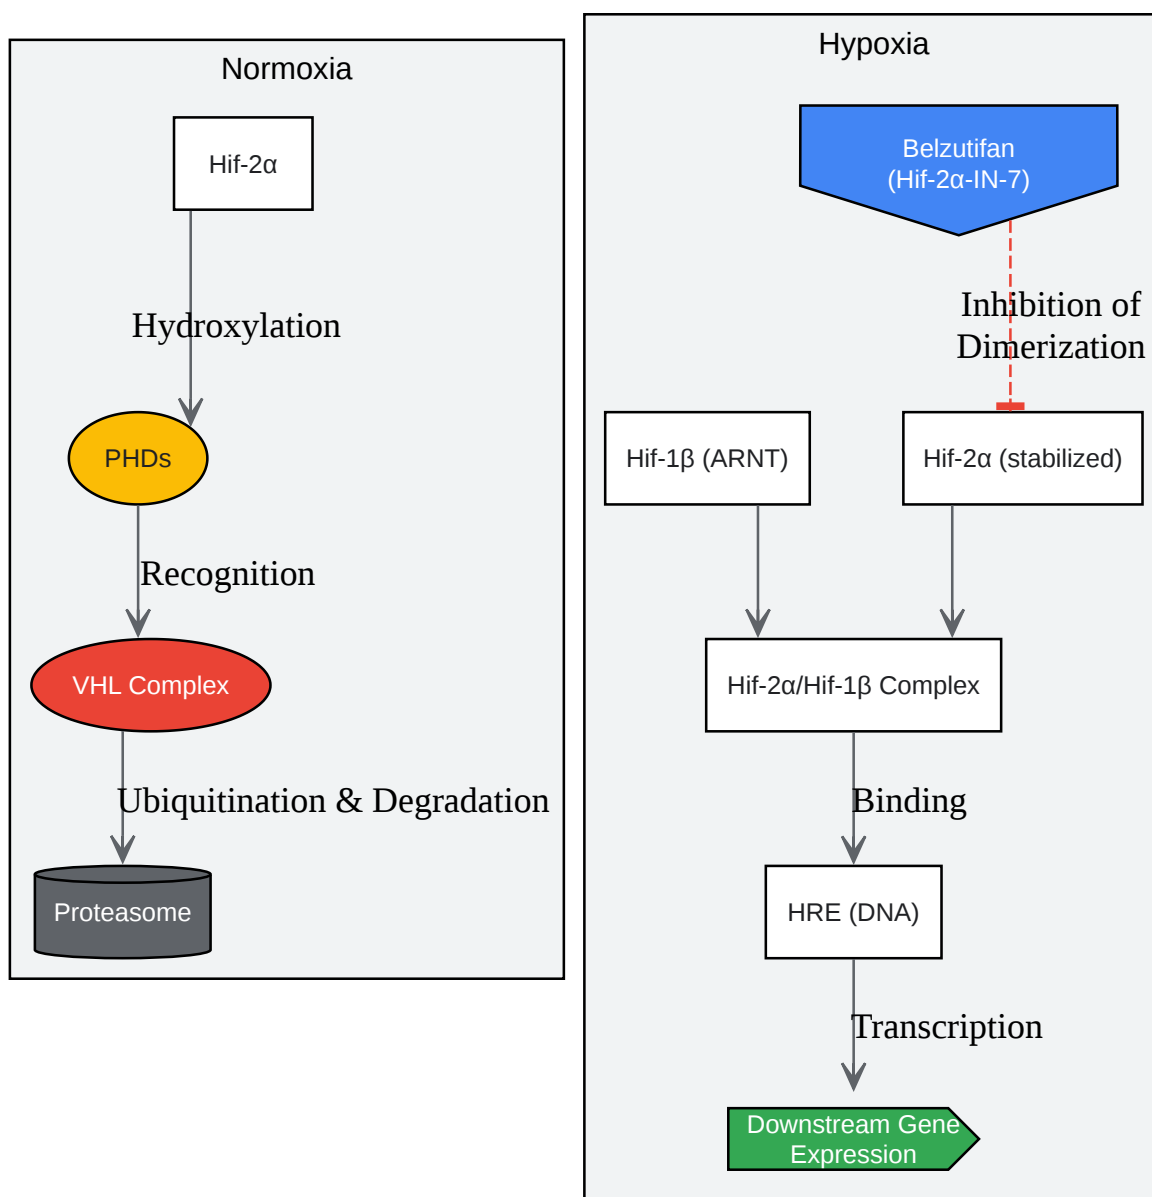 Normoxia
Hif-2α
Hydroxylation
PHDs
Recognition
VHL Complex
Ubiquitination & Degradation
Proteasome
Hypoxia
Belzutifan
(Hif-2α-IN-7)
Inhibition of
Dimerization
Hif-1β (ARNT)
Hif-2α (stabilized)
Hif-2α/Hif-1β Complex
Binding
HRE (DNA)
Transcription
Downstream Gene
Expression